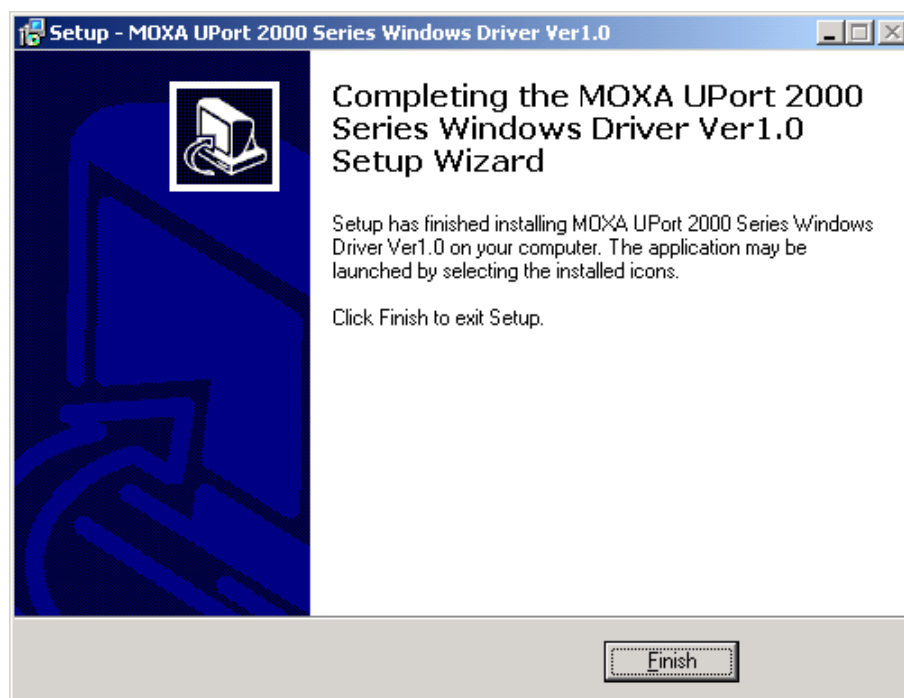 Setup - MOXA UPort 2000 Series Windows Driver Ver1.0
Completing the MOXA UPort 2000
Series Windows Driver Ver1.0
Setup Wizard
Setup has finished installing MOXA UPort 2000 Series Windows
Driver Ver1.0 on your computer. The application may be
launched by selecting the installed icons.
Click Finish to exit Setup.
Finish